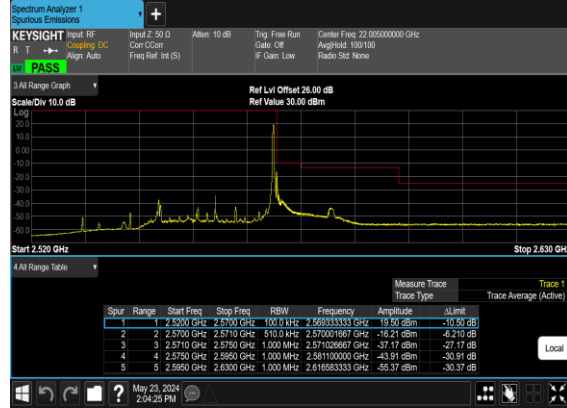 Spectrum Analyzer 1
Spurious Emissions
KEYSIGHT Input: RF Input Z: 50 Ω Atten: 10 dB Trig: Free Run Center Freq: 22.005000000 GHz
R T Coupling: DC Corr CCorr Gate: Off Avg|Hold: 100/100
Align: Auto Freq Ref: Int (S) IF Gain: Low Radio Std: None
PASS
3 All Range Graph
Ref Lvl Offset 26.00 dB
Scale/Div 10.0 dB Ref Value 30.00 dBm
Log
20.0
10.0
0.00
-10.0
-20.0
-30.0
-40.0
-50.0
-60.0
Start 2.520 GHz Stop 2.630 GHz
4 All Range Table
Measure Trace Trace 1
Trace Type Trace Average (Active)
Spur Range Start Freq Stop Freq RBW Frequency Amplitude ΔLimit
1 1 2.5200 GHz 2.5700 GHz 100.0 kHz 2.569333333 GHz 19.50 dBm -10.50 dB
2 2 2.5700 GHz 2.5710 GHz 510.0 kHz 2.570001667 GHz -16.21 dBm -6.210 dB
3 3 2.5710 GHz 2.5750 GHz 1.000 MHz 2.571026667 GHz -37.17 dBm -27.17 dB
4 4 2.5750 GHz 2.5950 GHz 1.000 MHz 2.581100000 GHz -43.91 dBm -30.91 dB
5 5 2.5950 GHz 2.6300 GHz 1.000 MHz 2.616583333 GHz -55.37 dBm -30.37 dB
Local
May 23, 2024
2:04:25 PM